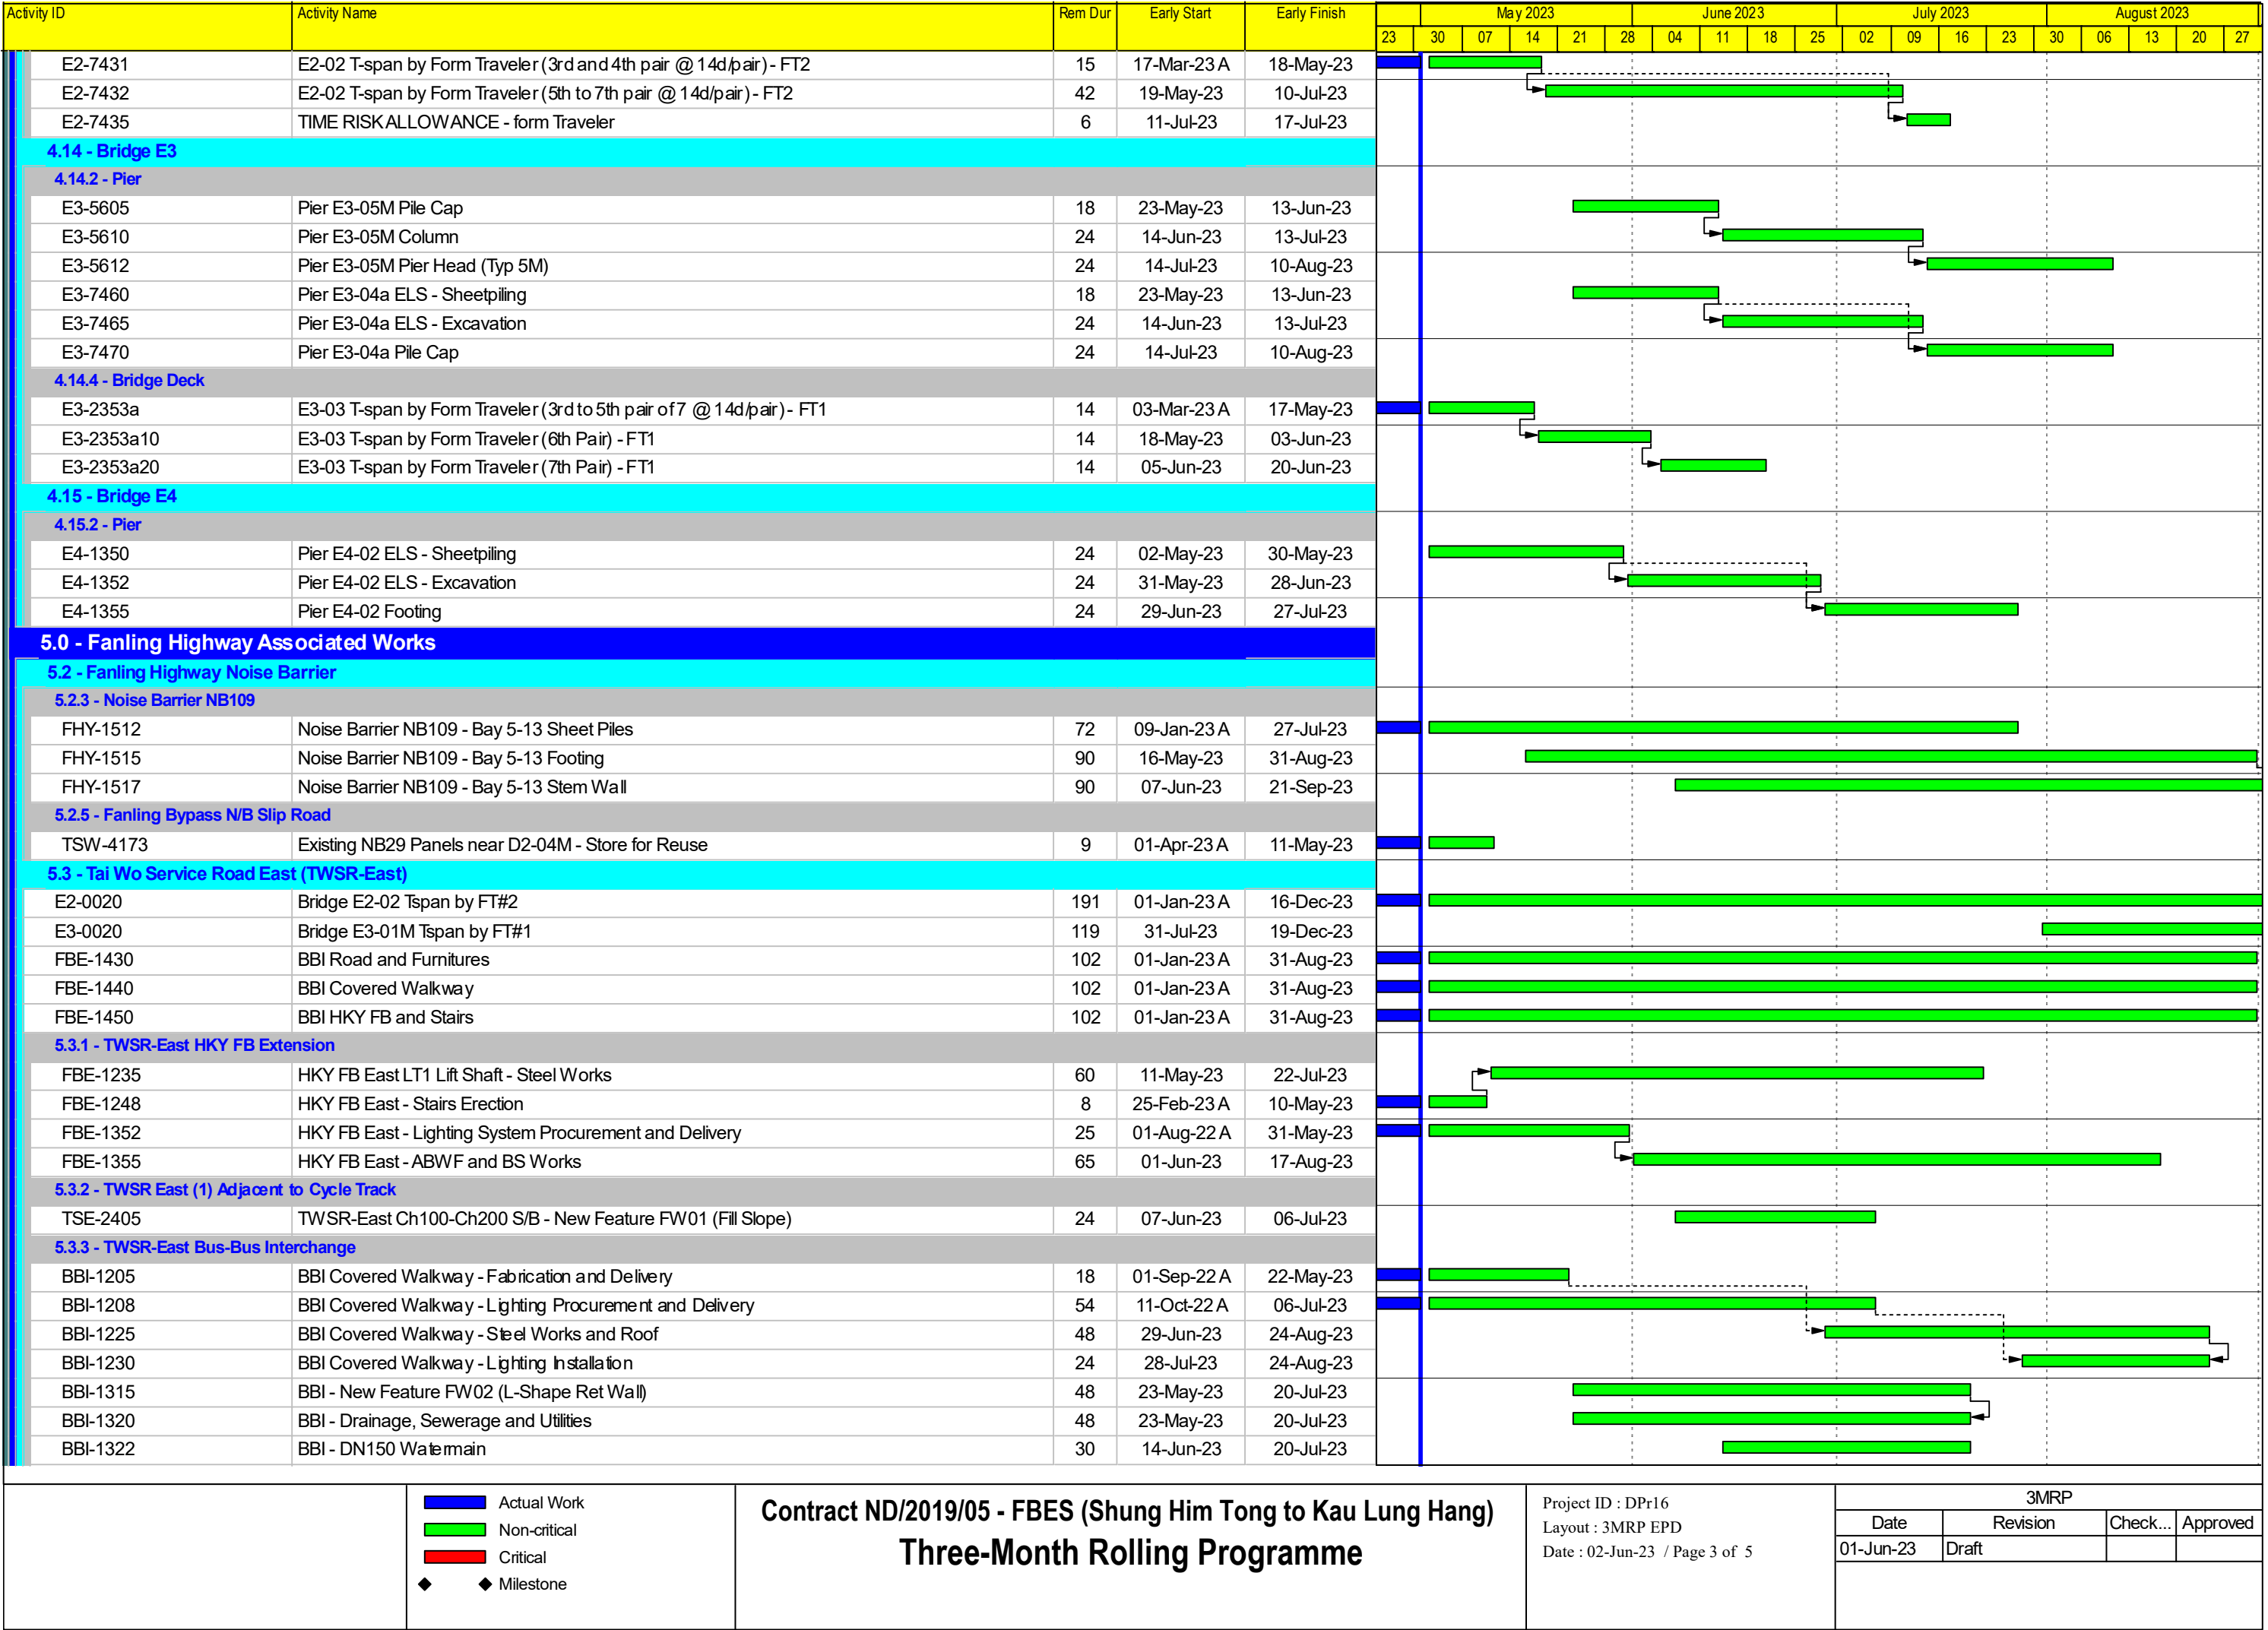 Activity ID Activity Name Rem Dur Early Start Early Finish May 2023 June 2023 July 2023 August 2023
23 30 07 14 21 28 04 11 18 25 02 09 16 23 30 06 13 20 27
E2-7431 E2-02 T-span by Form Traveler (3rd and 4th pair @ 14d/pair) - FT2 15 17-Mar-23 A 18-May-23
E2-7432 E2-02 T-span by Form Traveler (5th to 7th pair @ 14d/pair) - FT2 42 19-May-23 10-Jul-23
E2-7435 TIME RISK ALLOWANCE - form Traveler 6 11-Jul-23 17-Jul-23
4.14 - Bridge E3
4.14.2 - Pier
E3-5605 Pier E3-05M Pile Cap 18 23-May-23 13-Jun-23
E3-5610 Pier E3-05M Column 24 14-Jun-23 13-Jul-23
E3-5612 Pier E3-05M Pier Head (Typ 5M) 24 14-Jul-23 10-Aug-23
E3-7460 Pier E3-04a ELS - Sheetpiling 18 23-May-23 13-Jun-23
E3-7465 Pier E3-04a ELS - Excavation 24 14-Jun-23 13-Jul-23
E3-7470 Pier E3-04a Pile Cap 24 14-Jul-23 10-Aug-23
4.14.4 - Bridge Deck
E3-2353a E3-03 T-span by Form Traveler (3rd to 5th pair of 7 @ 14d/pair) - FT1 14 03-Mar-23 A 17-May-23
E3-2353a10 E3-03 T-span by Form Traveler (6th Pair) - FT1 14 18-May-23 03-Jun-23
E3-2353a20 E3-03 T-span by Form Traveler (7th Pair) - FT1 14 05-Jun-23 20-Jun-23
4.15 - Bridge E4
4.15.2 - Pier
E4-1350 Pier E4-02 ELS - Sheetpiling 24 02-May-23 30-May-23
E4-1352 Pier E4-02 ELS - Excavation 24 31-May-23 28-Jun-23
E4-1355 Pier E4-02 Footing 24 29-Jun-23 27-Jul-23
5.0 - Fanling Highway Associated Works
5.2 - Fanling Highway Noise Barrier
5.2.3 - Noise Barrier NB109
FHY-1512 Noise Barrier NB109 - Bay 5-13 Sheet Piles 72 09-Jan-23 A 27-Jul-23
FHY-1515 Noise Barrier NB109 - Bay 5-13 Footing 90 16-May-23 31-Aug-23
FHY-1517 Noise Barrier NB109 - Bay 5-13 Stem Wall 90 07-Jun-23 21-Sep-23
5.2.5 - Fanling Bypass N/B Slip Road
TSW-4173 Existing NB29 Panels near D2-04M - Store for Reuse 9 01-Apr-23 A 11-May-23
5.3 - Tai Wo Service Road East (TWSR-East)
E2-0020 Bridge E2-02 Tspan by FT#2 191 01-Jan-23 A 16-Dec-23
E3-0020 Bridge E3-01M Tspan by FT#1 119 31-Jul-23 19-Dec-23
FBE-1430 BBI Road and Furnitures 102 01-Jan-23 A 31-Aug-23
FBE-1440 BBI Covered Walkway 102 01-Jan-23 A 31-Aug-23
FBE-1450 BBI HKY FB and Stairs 102 01-Jan-23 A 31-Aug-23
5.3.1 - TWSR-East HKY FB Extension
FBE-1235 HKY FB East LT1 Lift Shaft - Steel Works 60 11-May-23 22-Jul-23
FBE-1248 HKY FB East - Stairs Erection 8 25-Feb-23 A 10-May-23
FBE-1352 HKY FB East - Lighting System Procurement and Delivery 25 01-Aug-22 A 31-May-23
FBE-1355 HKY FB East - ABWF and BS Works 65 01-Jun-23 17-Aug-23
5.3.2 - TWSR East (1) Adjacent to Cycle Track
TSE-2405 TWSR-East Ch100-Ch200 S/B - New Feature FW01 (Fill Slope) 24 07-Jun-23 06-Jul-23
5.3.3 - TWSR-East Bus-Bus Interchange
BBI-1205 BBI Covered Walkway - Fabrication and Delivery 18 01-Sep-22 A 22-May-23
BBI-1208 BBI Covered Walkway - Lighting Procurement and Delivery 54 11-Oct-22 A 06-Jul-23
BBI-1225 BBI Covered Walkway - Steel Works and Roof 48 29-Jun-23 24-Aug-23
BBI-1230 BBI Covered Walkway - Lighting Installation 24 28-Jul-23 24-Aug-23
BBI-1315 BBI - New Feature FW02 (L-Shape Ret Wall) 48 23-May-23 20-Jul-23
BBI-1320 BBI - Drainage, Sewerage and Utilities 48 23-May-23 20-Jul-23
BBI-1322 BBI - DN150 Watermain 30 14-Jun-23 20-Jul-23
Actual Work
Non-critical
Critical
Milestone
Contract ND/2019/05 - FBES (Shung Him Tong to Kau Lung Hang)
Three-Month Rolling Programme
Project ID : DPr16
Layout : 3MRP EPD
Date : 02-Jun-23 / Page 3 of 5
3MRP
Date Revision Check... Approved
01-Jun-23 Draft